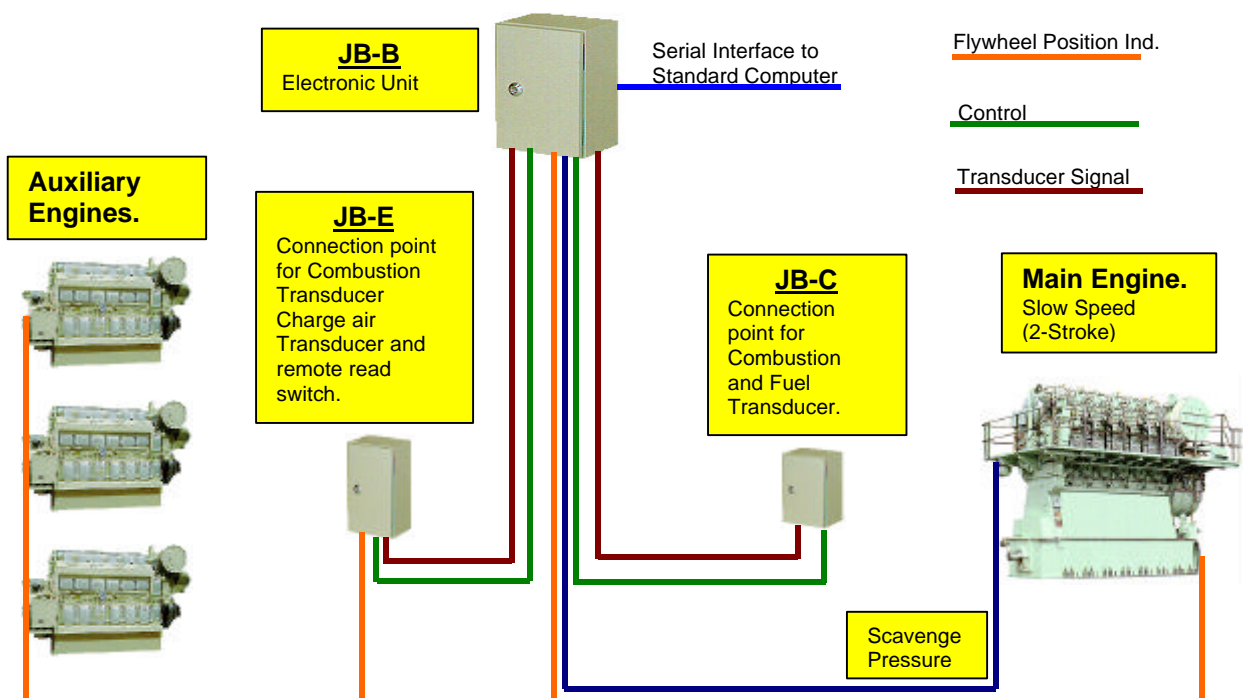 JB-B
Electronic Unit
Serial Interface to
Standard Computer
Flywheel Position Ind.
Control
Transducer Signal
Auxiliary
Engines.
JB-E
Connection point
for Combustion
Transducer
Charge air
Transducer and
remote read
switch.
JB-C
Connection
point for
Combustion
and Fuel
Transducer.
Main Engine.
Slow Speed
(2-Stroke)
Scavenge
Pressure